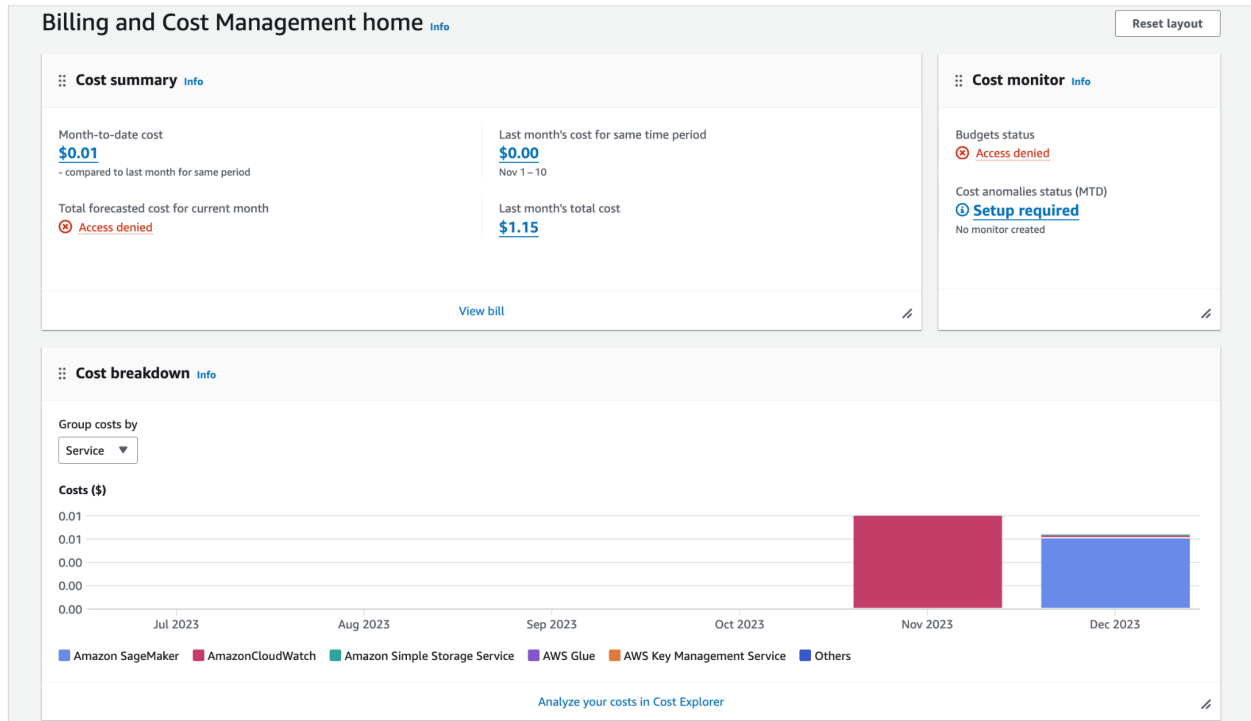 Billing and Cost Management home Info
Reset layout
Cost summary Info
Month-to-date cost
$0.01
- compared to last month for same period
Last month's cost for same time period
$0.00
Nov 1 – 10
Total forecasted cost for current month
Access denied
Last month's total cost
$1.15
View bill
Cost monitor Info
Budgets status
Access denied
Cost anomalies status (MTD)
Setup required
No monitor created
Cost breakdown Info
Group costs by
Service
Costs ($)
0.01
0.01
0.00
0.00
0.00
Jul 2023 Aug 2023 Sep 2023 Oct 2023 Nov 2023 Dec 2023
Amazon SageMaker AmazonCloudWatch Amazon Simple Storage Service AWS Glue AWS Key Management Service Others
Analyze your costs in Cost Explorer